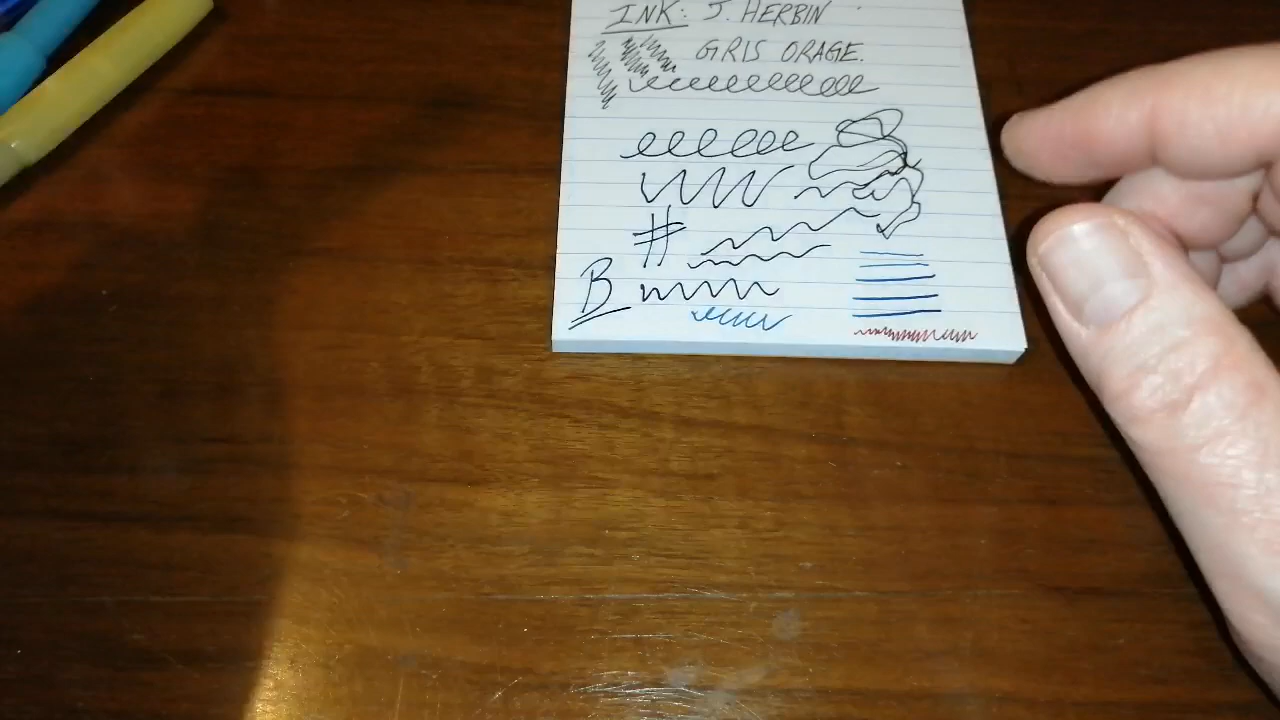 INK: J. HERBIN
GRIS ORAGE.
#
B